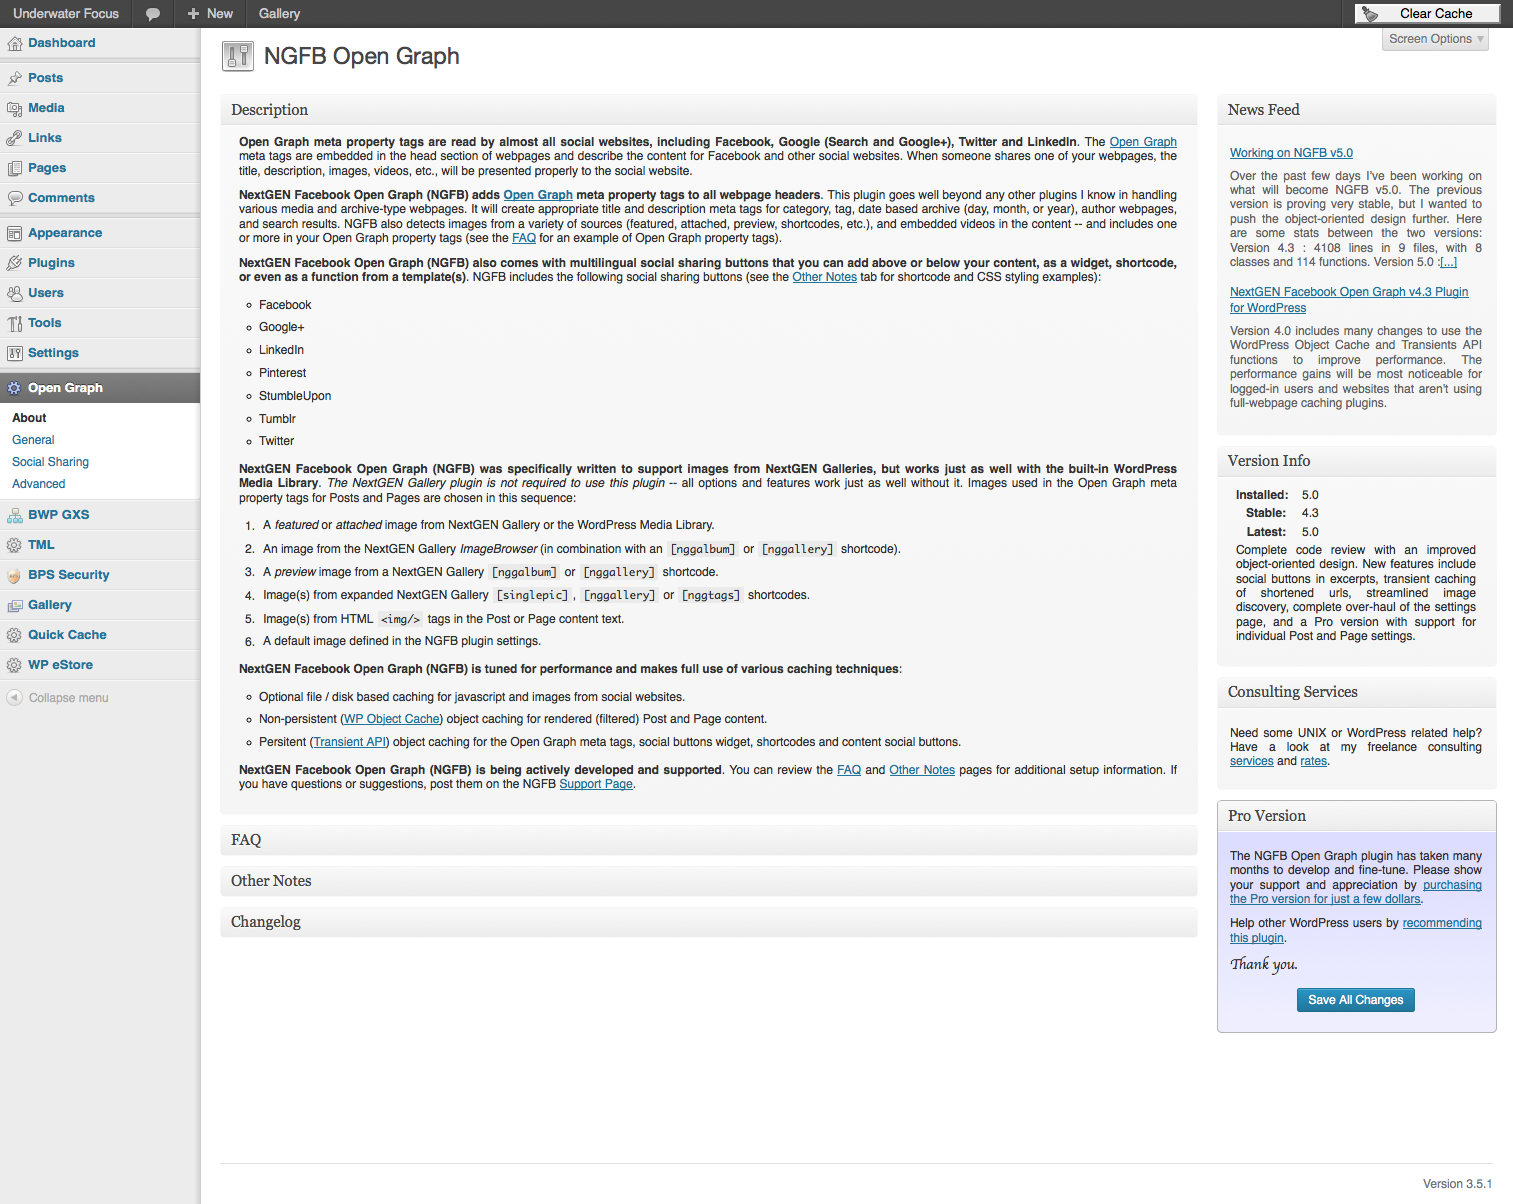 Underwater Focus
New
Gallery
Clear Cache
Screen Options
Dashboard
Posts
Media
Links
Pages
Comments
Appearance
Plugins
Users
Tools
Settings
Open Graph
About
General
Social Sharing
Advanced
BWP GXS
TML
BPS Security
Gallery
Quick Cache
WP eStore
Collapse menu
NGFB Open Graph
Description
Open Graph meta property tags are read by almost all social websites, including Facebook, Google (Search and Google+), Twitter and LinkedIn. The Open Graph
meta tags are embedded in the head section of webpages and describe the content for Facebook and other social websites. When someone shares one of your webpages, the
title, description, images, videos, etc., will be presented properly to the social website.
NextGEN Facebook Open Graph (NGFB) adds Open Graph meta property tags to all webpage headers. This plugin goes well beyond any other plugins I know in handling
various media and archive-type webpages. It will create appropriate title and description meta tags for category, tag, date based archive (day, month, or year), author webpages,
and search results. NGFB also detects images from a variety of sources (featured, attached, preview, shortcodes, etc.), and embedded videos in the content -- and includes one
or more in your Open Graph property tags (see the FAQ for an example of Open Graph property tags).
NextGEN Facebook Open Graph (NGFB) also comes with multilingual social sharing buttons that you can add above or below your content, as a widget, shortcode,
or even as a function from a template(s). NGFB includes the following social sharing buttons (see the Other Notes tab for shortcode and CSS styling examples):
Facebook
Google+
LinkedIn
Pinterest
StumbleUpon
Tumblr
Twitter
NextGEN Facebook Open Graph (NGFB) was specifically written to support images from NextGEN Galleries, but works just as well with the built-in WordPress
Media Library. The NextGEN Gallery plugin is not required to use this plugin -- all options and features work just as well without it. Images used in the Open Graph meta
property tags for Posts and Pages are chosen in this sequence:
1. A featured or attached image from NextGEN Gallery or the WordPress Media Library.
2. An image from the NextGEN Gallery ImageBrowser (in combination with an [nggalbum] or [nggallery] shortcode).
3. A preview image from a NextGEN Gallery [nggalbum] or [nggallery] shortcode.
4. Image(s) from expanded NextGEN Gallery [singlepic], [nggallery] or [nggtags] shortcodes.
5. Image(s) from HTML <img/> tags in the Post or Page content text.
6. A default image defined in the NGFB plugin settings.
NextGEN Facebook Open Graph (NGFB) is tuned for performance and makes full use of various caching techniques:
Optional file / disk based caching for javascript and images from social websites.
Non-persistent (WP Object Cache) object caching for rendered (filtered) Post and Page content.
Persitent (Transient API) object caching for the Open Graph meta tags, social buttons widget, shortcodes and content social buttons.
NextGEN Facebook Open Graph (NGFB) is being actively developed and supported. You can review the FAQ and Other Notes pages for additional setup information. If
you have questions or suggestions, post them on the NGFB Support Page.
FAQ
Other Notes
Changelog
News Feed
Working on NGFB v5.0
Over the past few days I've been working on
what will become NGFB v5.0. The previous
version is proving very stable, but I wanted to
push the object-oriented design further. Here
are some stats between the two versions:
Version 4.3 : 4108 lines in 9 files, with 8
classes and 114 functions. Version 5.0 :[...]
NextGEN Facebook Open Graph v4.3 Plugin
for WordPress
Version 4.0 includes many changes to use the
WordPress Object Cache and Transients API
functions to improve performance. The
performance gains will be most noticeable for
logged-in users and websites that aren't using
full-webpage caching plugins.
Version Info
Installed: 5.0
Stable: 4.3
Latest: 5.0
Complete code review with an improved
object-oriented design. New features include
social buttons in excerpts, transient caching
of shortened urls, streamlined image
discovery, complete over-haul of the settings
page, and a Pro version with support for
individual Post and Page settings.
Consulting Services
Need some UNIX or WordPress related help?
Have a look at my freelance consulting
services and rates.
Pro Version
The NGFB Open Graph plugin has taken many
months to develop and fine-tune. Please show
your support and appreciation by purchasing
the Pro version for just a few dollars.
Help other WordPress users by recommending
this plugin.
Thank you.
Save All Changes
Version 3.5.1